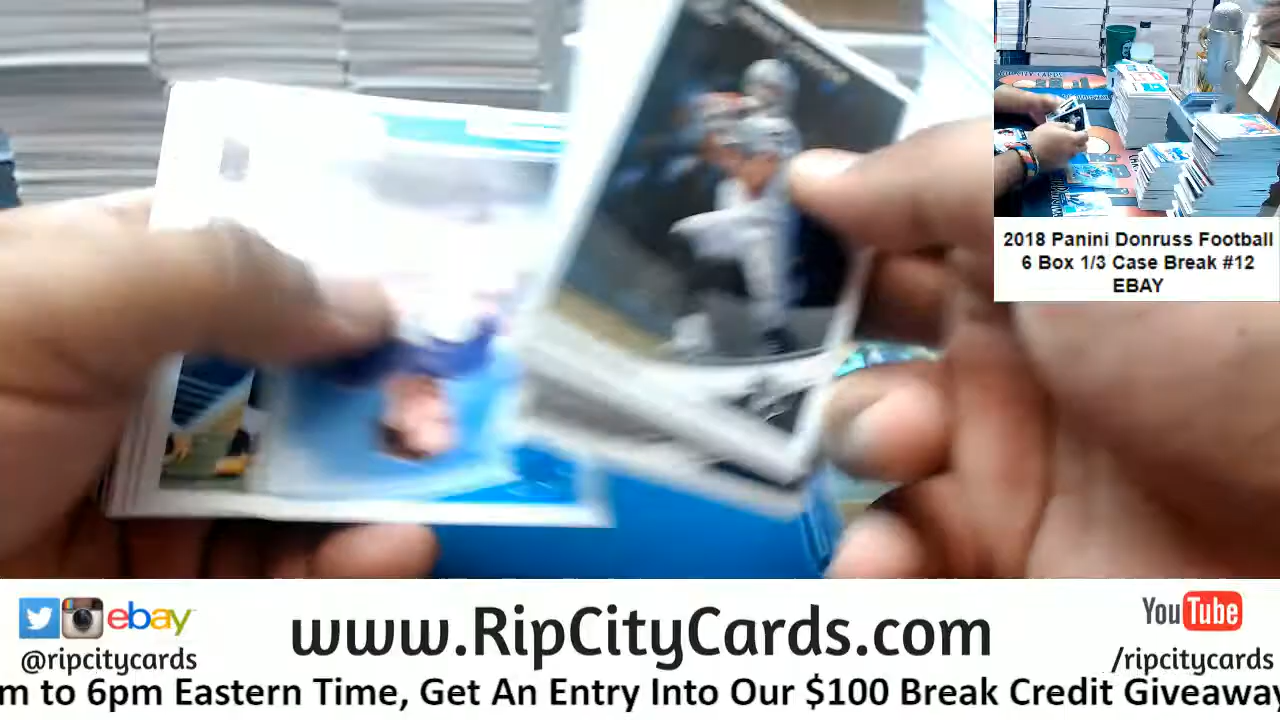 2018 Panini Donruss Football
6 Box 1/3 Case Break #12
EBAY
ebay
www.RipCityCards.com
YouTube
@ripcitycards
/ripcitycards
m to 6pm Eastern Time, Get An Entry Into Our $100 Break Credit Giveaway